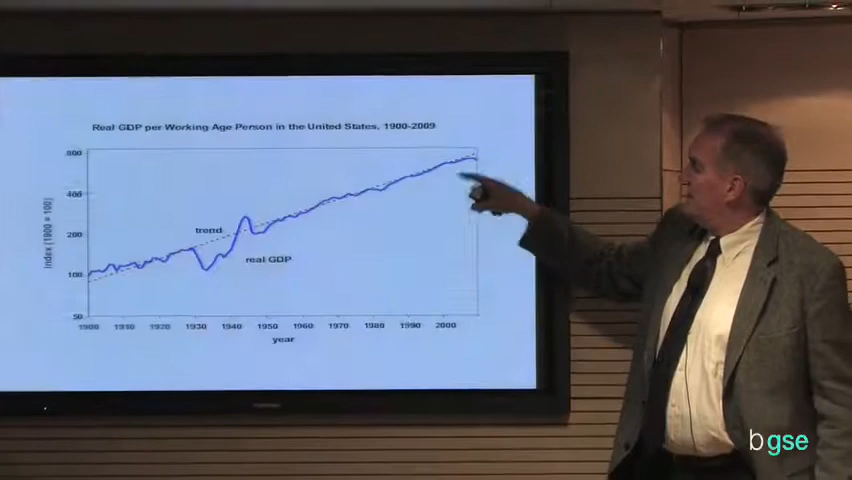 Real GDP per Working Age Person in the United States, 1900-2009
800
400
200
100
50
Index (1900 = 100)
trend
real GDP
1900 1910 1920 1930 1940 1950 1960 1970 1980 1990 2000
year
bgse